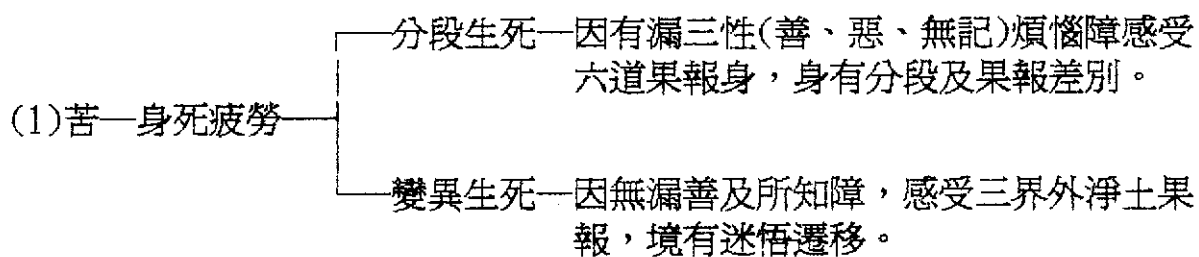 分段生死—因有漏三性(善、惡、無記)煩惱障感受
六道果報身，身有分段及果報差別。
(1)苦—身死疲勞
變異生死—因無漏善及所知障，感受三界外淨土果
報，境有迷悟遷移。